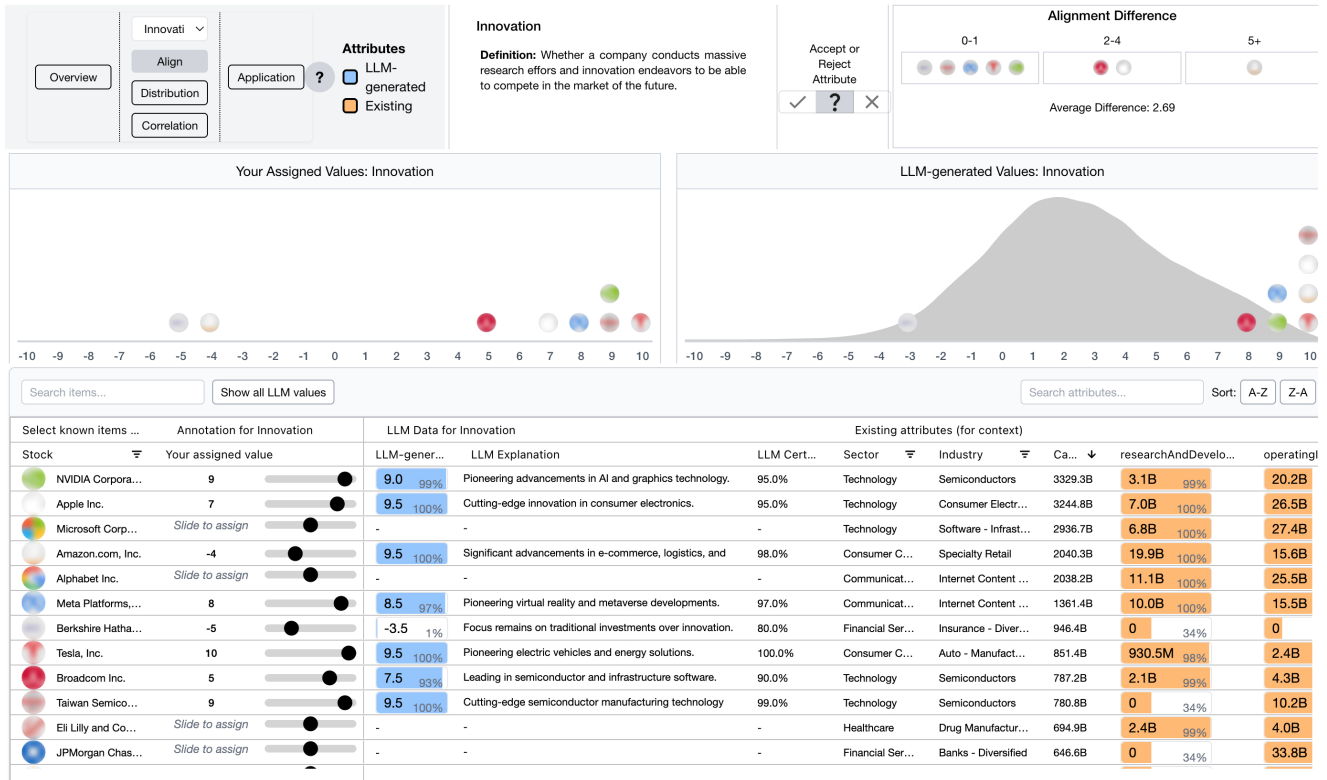 Overview
Innovati
Align
Distribution
Correlation
Application
?
Attributes
LLM-
generated
Existing
Innovation
Definition: Whether a company conducts massive
research effors and innovation endeavors to be able
to compete in the market of the future.
Accept or
Reject
Attribute
?
Alignment Difference
0-1 2-4 5+
Average Difference: 2.69
Your Assigned Values: Innovation
-10 -9 -8 -7 -6 -5 -4 -3 -2 -1 0 1 2 3 4 5 6 7 8 9 10
LLM-generated Values: Innovation
-10 -9 -8 -7 -6 -5 -4 -3 -2 -1 0 1 2 3 4 5 6 7 8 9 10
Search items... Show all LLM values Search attributes... Sort: A-Z Z-A
Select known items ... Annotation for Innovation LLM Data for Innovation Existing attributes (for context)
Stock Your assigned value LLM-gener... LLM Explanation LLM Cert... Sector Industry Ca... researchAndDevelo... operatingI
NVIDIA Corpora... 9 9.0 99% Pioneering advancements in AI and graphics technology. 95.0% Technology Semiconductors 3329.3B 3.1B 99% 20.2B
Apple Inc. 7 9.5 100% Cutting-edge innovation in consumer electronics. 95.0% Technology Consumer Electr... 3244.8B 7.0B 100% 26.5B
Microsoft Corp... Slide to assign - - - Technology Software - Infrast... 2936.7B 6.8B 100% 27.4B
Amazon.com, Inc. -4 9.5 100% Significant advancements in e-commerce, logistics, and 98.0% Consumer C... Specialty Retail 2040.3B 19.9B 100% 15.6B
Alphabet Inc. Slide to assign - - - Communicat... Internet Content ... 2038.2B 11.1B 100% 25.5B
Meta Platforms,... 8 8.5 97% Pioneering virtual reality and metaverse developments. 97.0% Communicat... Internet Content ... 1361.4B 10.0B 100% 15.5B
Berkshire Hatha... -5 -3.5 1% Focus remains on traditional investments over innovation. 80.0% Financial Ser... Insurance - Diver... 946.4B 0 34% 0
Tesla, Inc. 10 9.5 100% Pioneering electric vehicles and energy solutions. 100.0% Consumer C... Auto - Manufact... 851.4B 930.5M 98% 2.4B
Broadcom Inc. 5 7.5 93% Leading in semiconductor and infrastructure software. 90.0% Technology Semiconductors 787.2B 2.1B 99% 4.3B
Taiwan Semico... 9 9.5 100% Cutting-edge semiconductor manufacturing technology 99.0% Technology Semiconductors 780.8B 0 34% 10.2B
Eli Lilly and Co... Slide to assign - - - Healthcare Drug Manufactur... 694.9B 2.4B 99% 4.0B
JPMorgan Chas... Slide to assign - - - Financial Ser... Banks - Diversified 646.6B 0 34% 33.8B